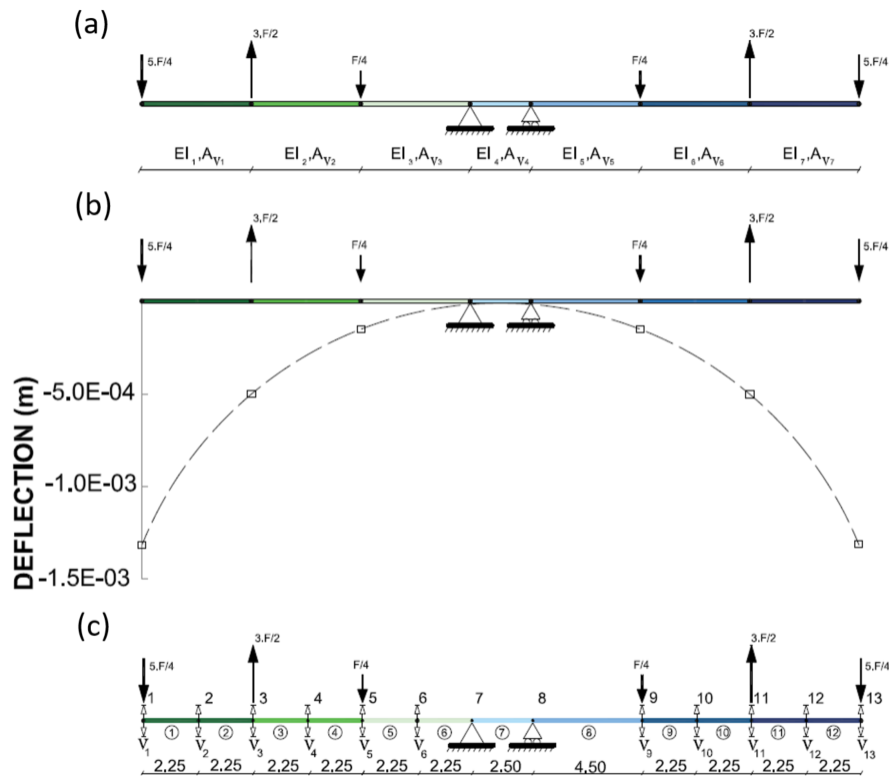 (a)
5.F/4
3,F/2
F/4
F/4
3.F/2
5.F/4
EI₁,Aᵥ₁
EI₂,Aᵥ₂
EI₃,Aᵥ₃
EI₄,Aᵥ₄
EI₅,Aᵥ₅
EI₆,Aᵥ₆
EI₇,Aᵥ₇
(b)
5.F/4
3,F/2
F/4
F/4
3,F/2
5.F/4
DEFLECTION (m)
-5.0E-04
-1.0E-03
-1.5E-03
(c)
5.F/4
3.F/2
F/4
F/4
3.F/2
5.F/4
1 2 3 4 5 6 7 8 9 10 11 12 13
① ② ③ ④ ⑤ ⑥ ⑦ ⑥ ⑨ ⑩ ⑪ ⑫
V₁ V₂ V₃ V₄ V₅ V₆ V₉ V₁₀ V₁₁ V₁₂ V₁₃
2,25 2,25 2,25 2,25 2,25 2,25 2,50 4,50 2,25 2,25 2,25 2,25